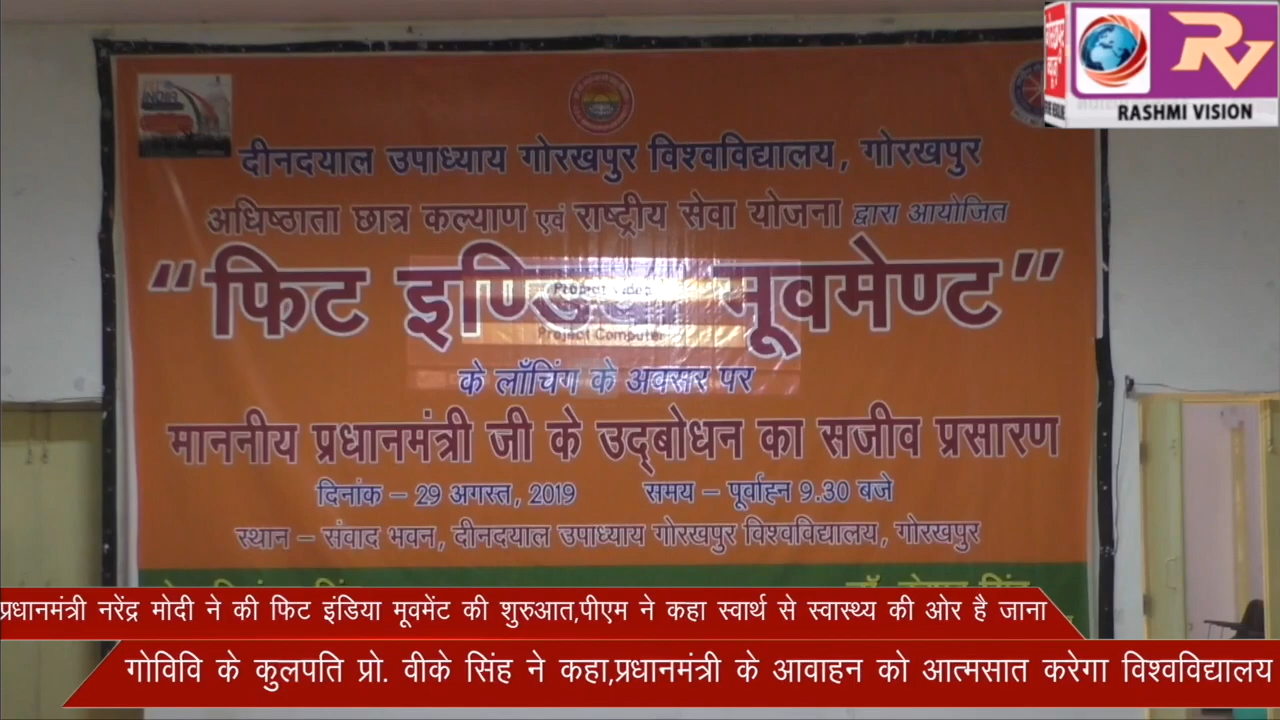 RASHMI VISION
दीनदयाल उपाध्याय गोरखपुर विश्वविद्यालय, गोरखपुर
अधिष्ठाता छात्र कल्याण एवं राष्ट्रीय सेवा योजना द्वारा आयोजित
“फिट इण्डिया मूवमेण्ट”
Project Computer
के लॉंचिंग के अवसर पर
माननीय प्रधानमंत्री जी के उद्‌बोधन का सजीव प्रसारण
दिनांक – 29 अगस्त, 2019 समय – पूर्वाह्न 9.30 बजे
स्थान – संवाद भवन, दीनदयाल उपाध्याय गोरखपुर विश्वविद्यालय, गोरखपुर
प्रधानमंत्री नरेंद्र मोदी ने की फिट इंडिया मूवमेंट की शुरुआत,पीएम ने कहा स्वार्थ से स्वास्थ्य की ओर है जाना
गोविवि के कुलपति प्रो. वीके सिंह ने कहा,प्रधानमंत्री के आवाहन को आत्मसात करेगा विश्वविद्यालय